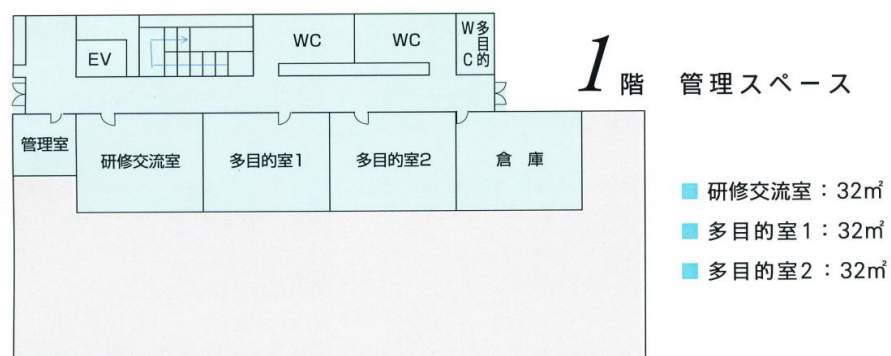 EV
WC
WC
多目的
WC
1階 管理スペース
管理室
研修交流室
多目的室1
多目的室2
倉 庫
研修交流室：32㎡
多目的室1：32㎡
多目的室2：32㎡